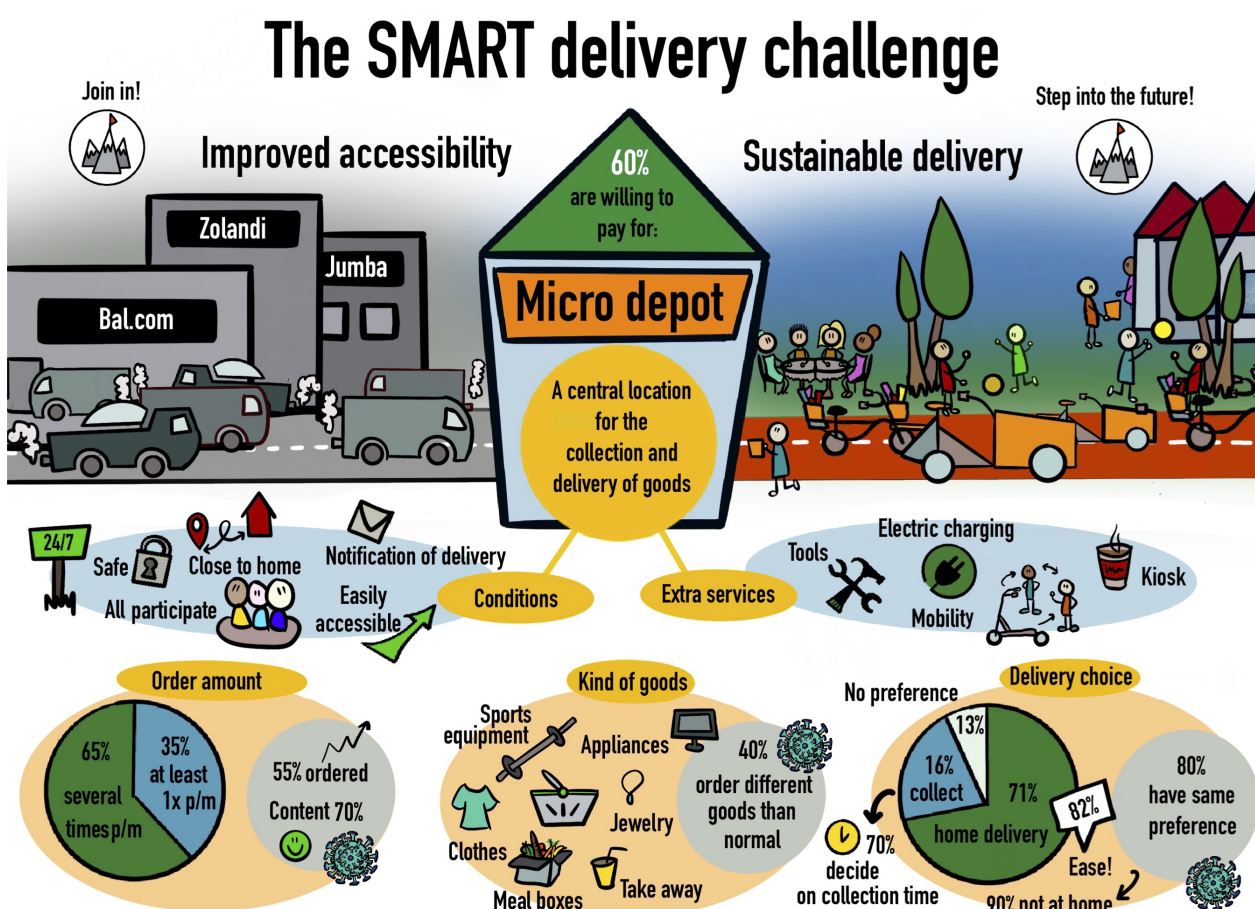 The SMART delivery challenge
Join in!
Step into the future!
Improved accessibility
Sustainable delivery
60%
are willing to
pay for:
Zolandi
Jumba
Bal.com
Micro depot
A central location
for the
collection and
delivery of goods
24/7
Safe
Close to home
Notification of delivery
All participate
Easily
accessible
Conditions
Extra services
Tools
Electric charging
Mobility
Kiosk
Order amount
65%
several
times p/m
35%
at least
1x p/m
55% ordered
Content 70%
Kind of goods
Sports
equipment
Appliances
Jewelry
Clothes
Meal boxes
Take away
40%
order different
goods than
normal
Delivery choice
No preference
13%
16%
collect
71%
home delivery
82%
Ease!
70%
decide
on collection time
90% not at home
80%
have same
preference